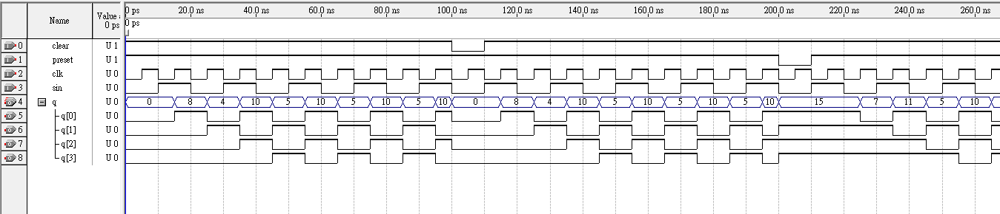 Name Value a 0 ps 0 ps 20.0 ns 40.0 ns 60.0 ns 80.0 ns 100.0 ns 120.0 ns 140.0 ns 160.0 ns 180.0 ns 200.0 ns 220.0 ns 240.0 ns 260.0 ns
0 ps
0 clear U 1
1 preset U 1
2 clk U 0
3 sin U 0
4 q U 0 0 8 4 10 5 10 5 10 5 10 0 8 4 10 5 10 5 10 5 10 15 7 11 5 10
5 q[0] U 0
6 q[1] U 0
7 q[2] U 0
8 q[3] U 0